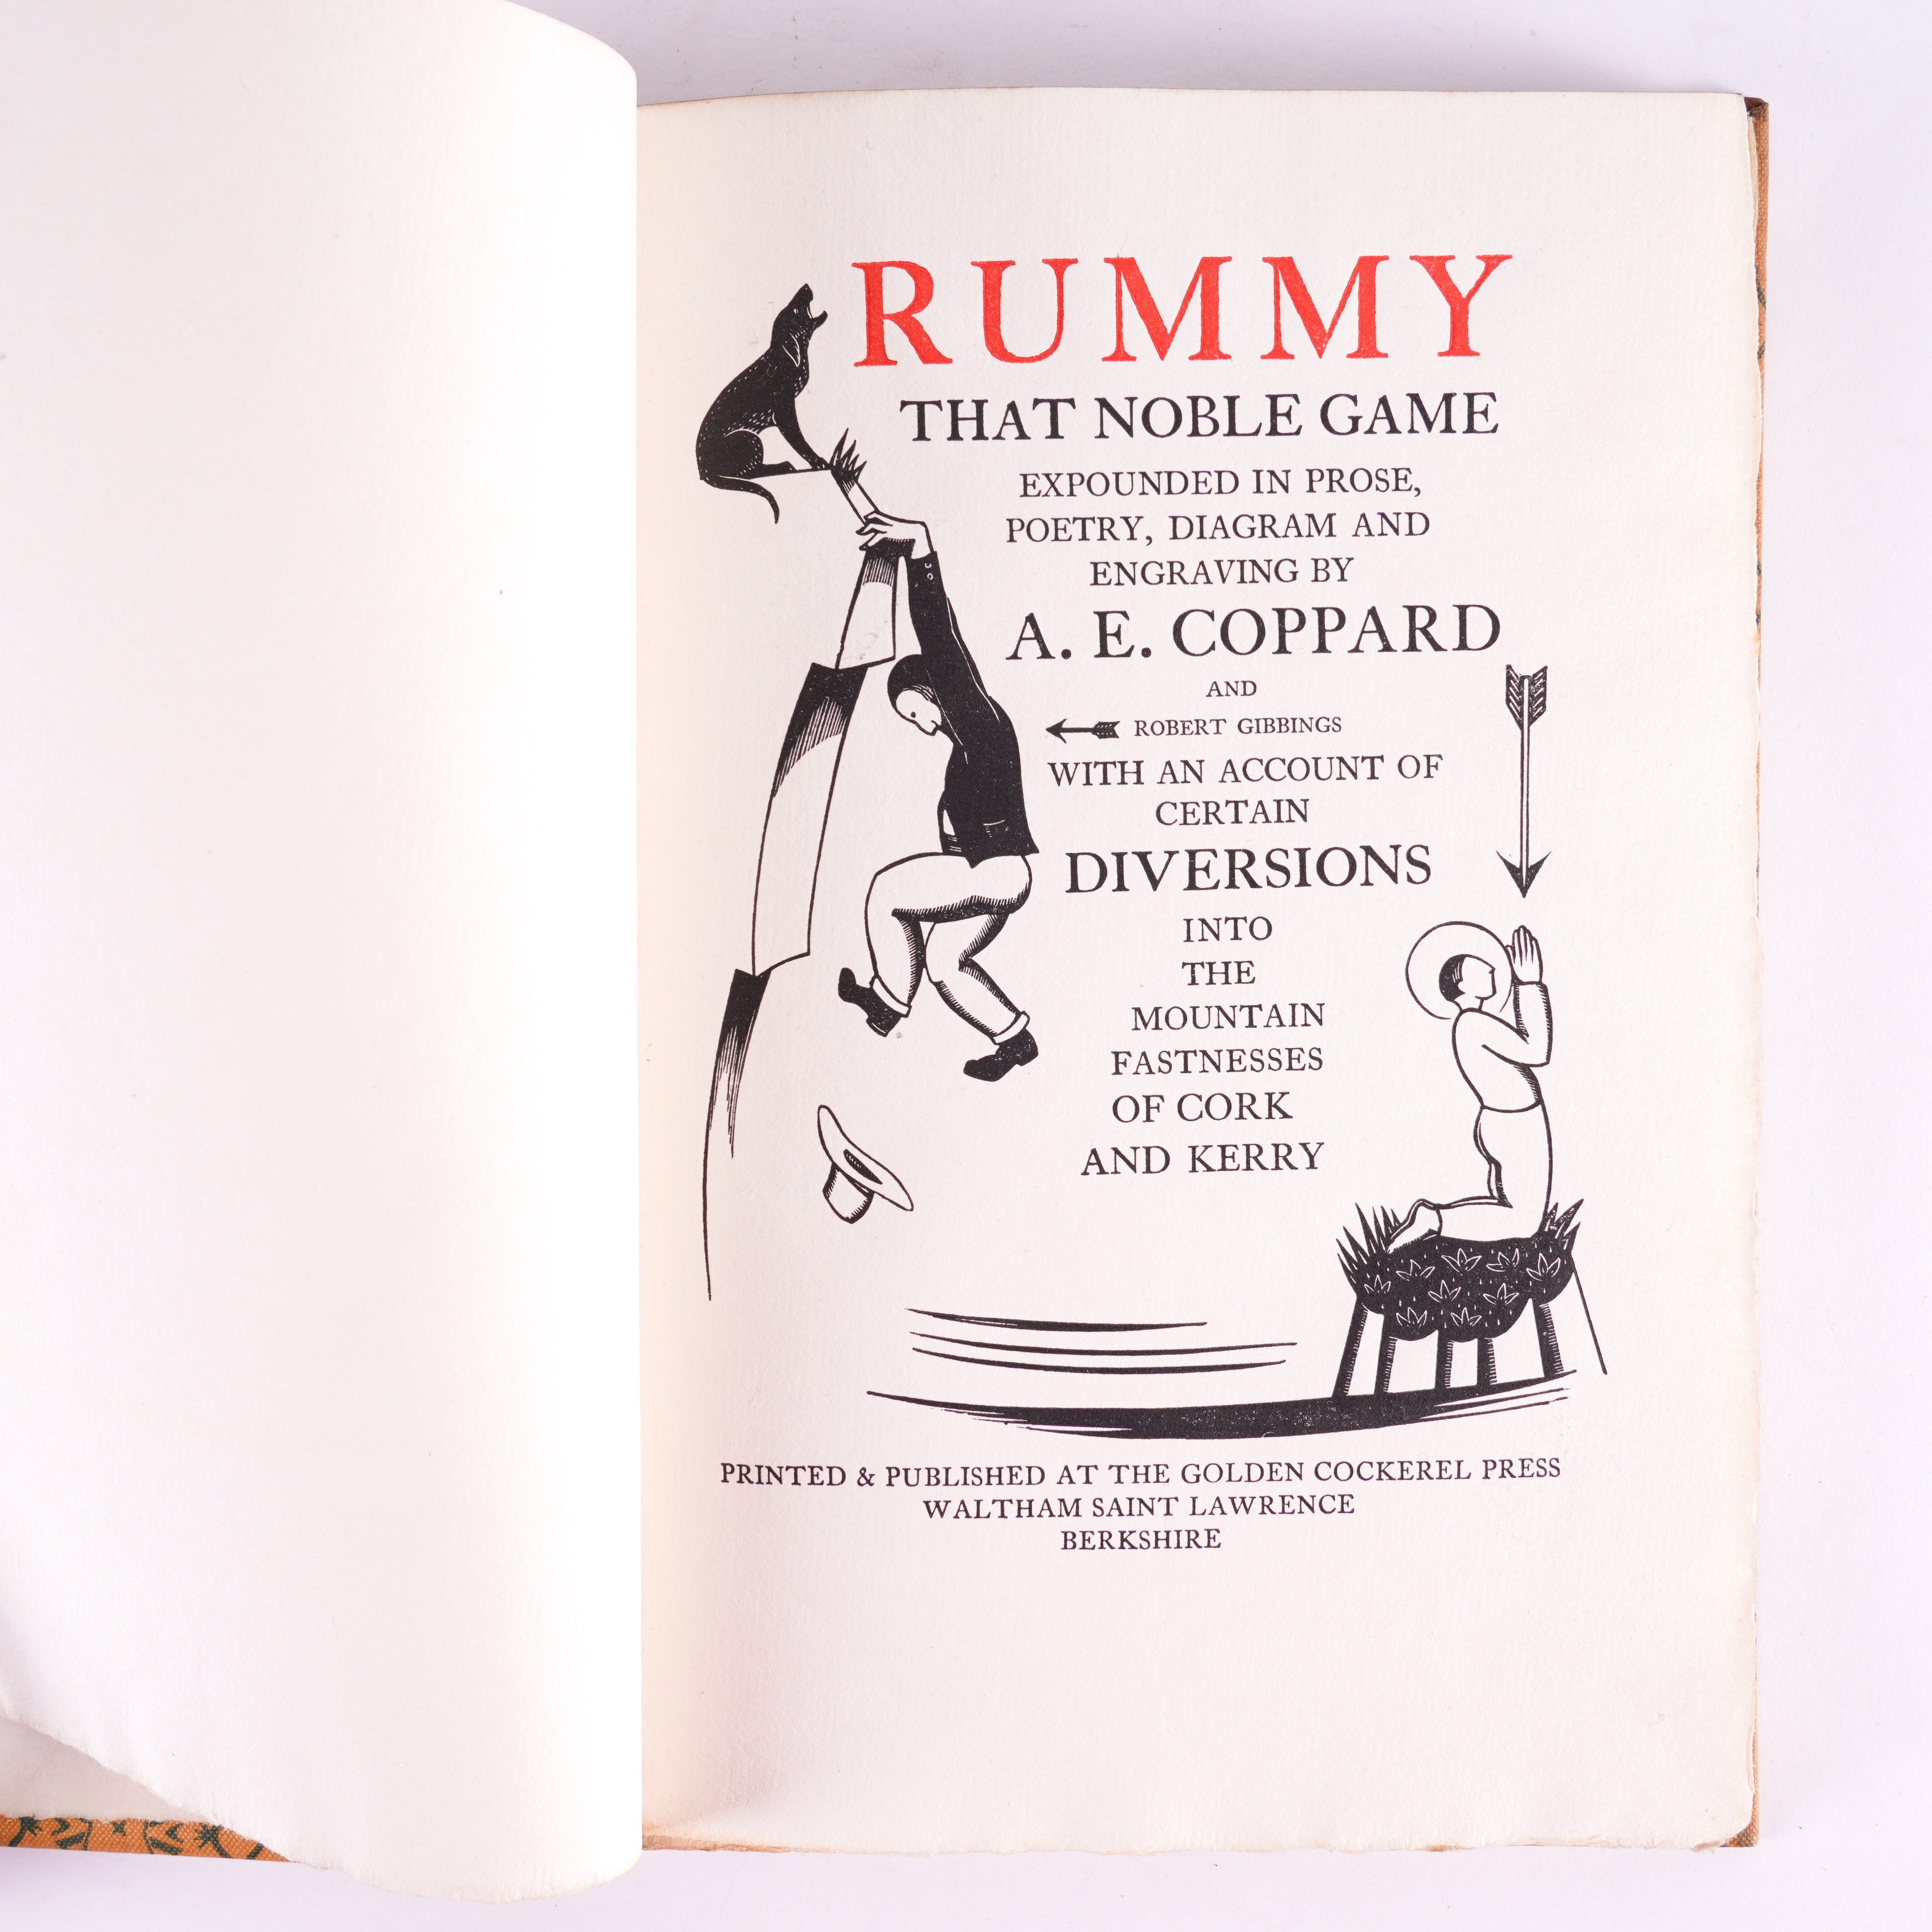 RUMMY
THAT NOBLE GAME
EXPOUNDED IN PROSE,
POETRY, DIAGRAM AND
ENGRAVING BY
A. E. COPPARD
AND
ROBERT GIBBINGS
WITH AN ACCOUNT OF
CERTAIN
DIVERSIONS
INTO
THE
MOUNTAIN
FASTNESSES
OF CORK
AND KERRY
PRINTED & PUBLISHED AT THE GOLDEN COCKEREL PRESS
WALTHAM SAINT LAWRENCE
BERKSHIRE